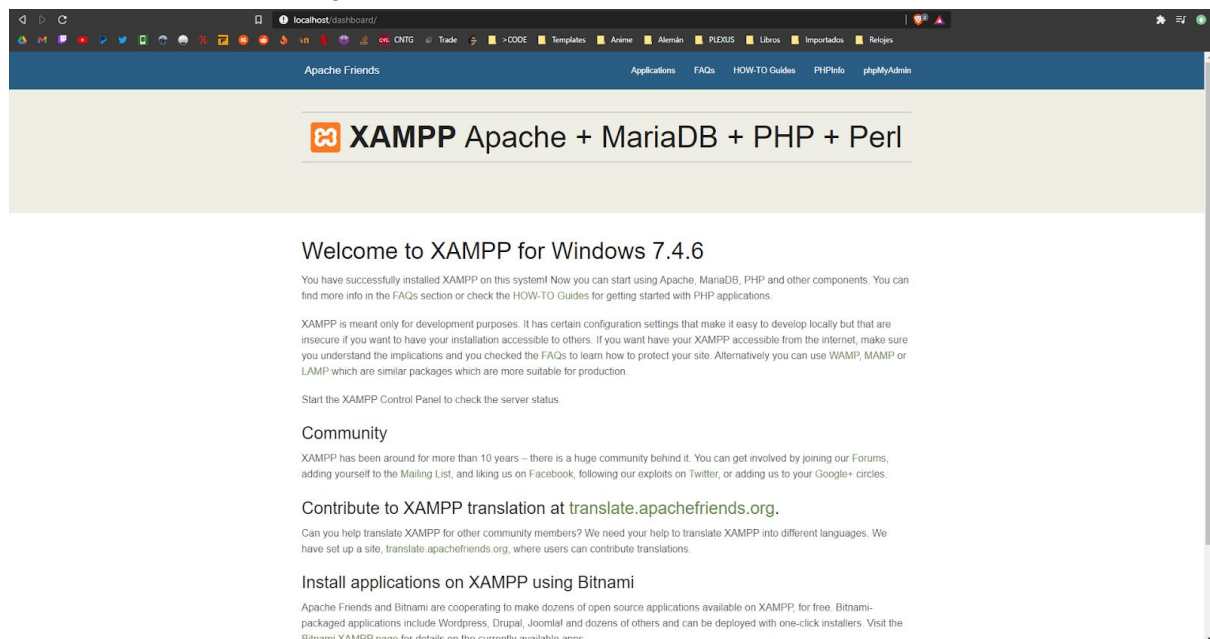 localhost/dashboard/
CNTG Trade >CODE Templates Anime Alemán PLEXUS Libros Importados Relojes
Apache Friends Applications FAQs HOW-TO Guides PHPInfo phpMyAdmin
XAMPP Apache + MariaDB + PHP + Perl
Welcome to XAMPP for Windows 7.4.6
You have successfully installed XAMPP on this system! Now you can start using Apache, MariaDB, PHP and other components. You can
find more info in the FAQs section or check the HOW-TO Guides for getting started with PHP applications.
XAMPP is meant only for development purposes. It has certain configuration settings that make it easy to develop locally but that are
insecure if you want to have your installation accessible to others. If you want have your XAMPP accessible from the internet, make sure
you understand the implications and you checked the FAQs to learn how to protect your site. Alternatively you can use WAMP, MAMP or
LAMP which are similar packages which are more suitable for production.
Start the XAMPP Control Panel to check the server status.
Community
XAMPP has been around for more than 10 years – there is a huge community behind it. You can get involved by joining our Forums,
adding yourself to the Mailing List, and liking us on Facebook, following our exploits on Twitter, or adding us to your Google+ circles.
Contribute to XAMPP translation at translate.apachefriends.org.
Can you help translate XAMPP for other community members? We need your help to translate XAMPP into different languages. We
have set up a site, translate.apachefriends.org, where users can contribute translations.
Install applications on XAMPP using Bitnami
Apache Friends and Bitnami are cooperating to make dozens of open source applications available on XAMPP, for free. Bitnami-
packaged applications include Wordpress, Drupal, Joomla! and dozens of others and can be deployed with one-click installers. Visit the
Bitnami XAMPP page for details on the currently available apps.